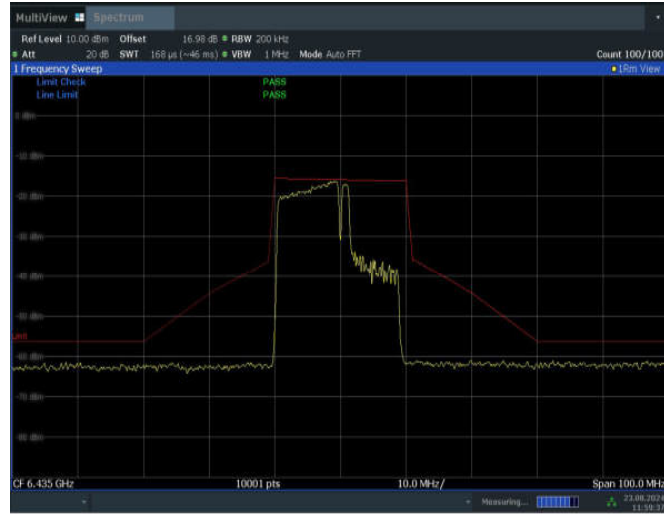 MultiView Spectrum
Ref Level 10.00 dBm Offset 16.98 dB RBW 200 kHz
Att 20 dB SWT 168 µs (~46 ms) VBW 1 MHz Mode Auto FFT Count 100/100
1 Frequency Sweep 1Rm View
Limit Check PASS
Line Limit PASS
0 dBm
-10 dBm
-20 dBm
-30 dBm
-40 dBm
-50 dBm
-60 dBm
-70 dBm
-80 dBm
CF 6.435 GHz 10001 pts 10.0 MHz/ Span 100.0 MHz
Measuring... 23.08.2024